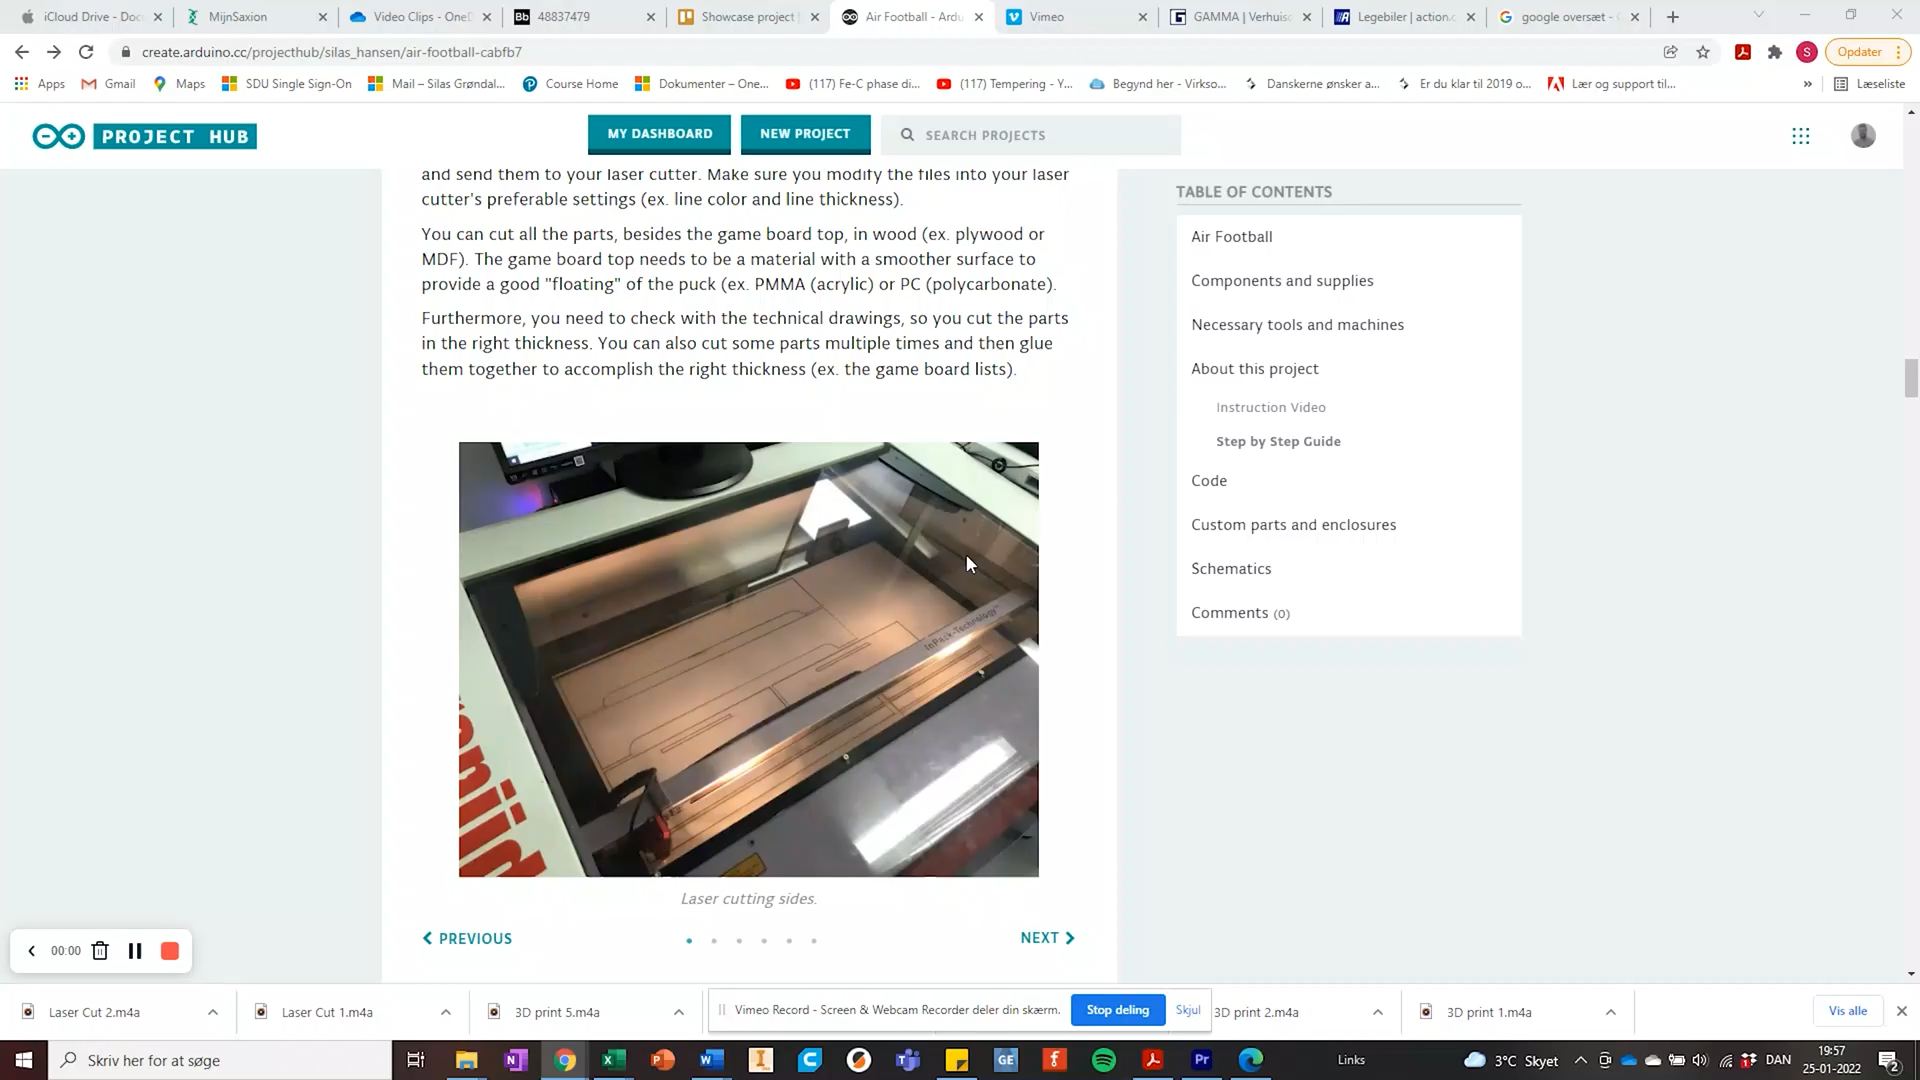 iCloud Drive - Doc
MijnSaxion
Video Clips - OneD
Bb
48837479
Showcase project |
Air Football - Ardu
Vimeo
GAMMA | Verhuisc
Legebiler | action.c
google oversæt - G
create.arduino.cc/projecthub/silas_hansen/air-football-cabfb7
S
Opdater
Apps
Gmail
Maps
SDU Single Sign-On
Mail – Silas Grøndal...
Course Home
Dokumenter – One...
(117) Fe-C phase di...
(117) Tempering - Y...
Begynd her - Virkso...
Danskerne ønsker a...
Er du klar til 2019 o...
Lær og support til...
»
Læseliste
PROJECT HUB
MY DASHBOARD
NEW PROJECT
SEARCH PROJECTS
and send them to your laser cutter. Make sure you modify the files into your laser
cutter's preferable settings (ex. line color and line thickness).
You can cut all the parts, besides the game board top, in wood (ex. plywood or
MDF). The game board top needs to be a material with a smoother surface to
provide a good "floating" of the puck (ex. PMMA (acrylic) or PC (polycarbonate).
Furthermore, you need to check with the technical drawings, so you cut the parts
in the right thickness. You can also cut some parts multiple times and then glue
them together to accomplish the right thickness (ex. the game board lists).
TABLE OF CONTENTS
Air Football
Components and supplies
Necessary tools and machines
About this project
Instruction Video
Step by Step Guide
Code
Custom parts and enclosures
Schematics
Comments (0)
InPack-Technology
Laser cutting sides.
PREVIOUS
NEXT
00:00
Laser Cut 2.m4a
Laser Cut 1.m4a
3D print 5.m4a
Vimeo Record - Screen & Webcam Recorder deler din skærm.
Stop deling
Skjul
3D print 2.m4a
3D print 1.m4a
Vis alle
Skriv her for at søge
GE
Pr
Links
3°C Skyet
DAN
19:57
25-01-2022
2